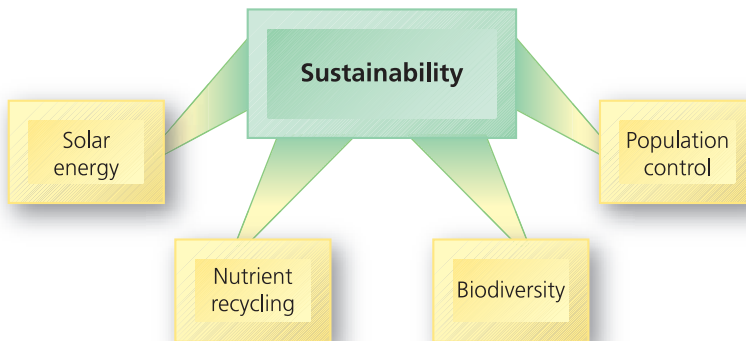 Sustainability
Solar
energy
Population
control
Nutrient
recycling
Biodiversity